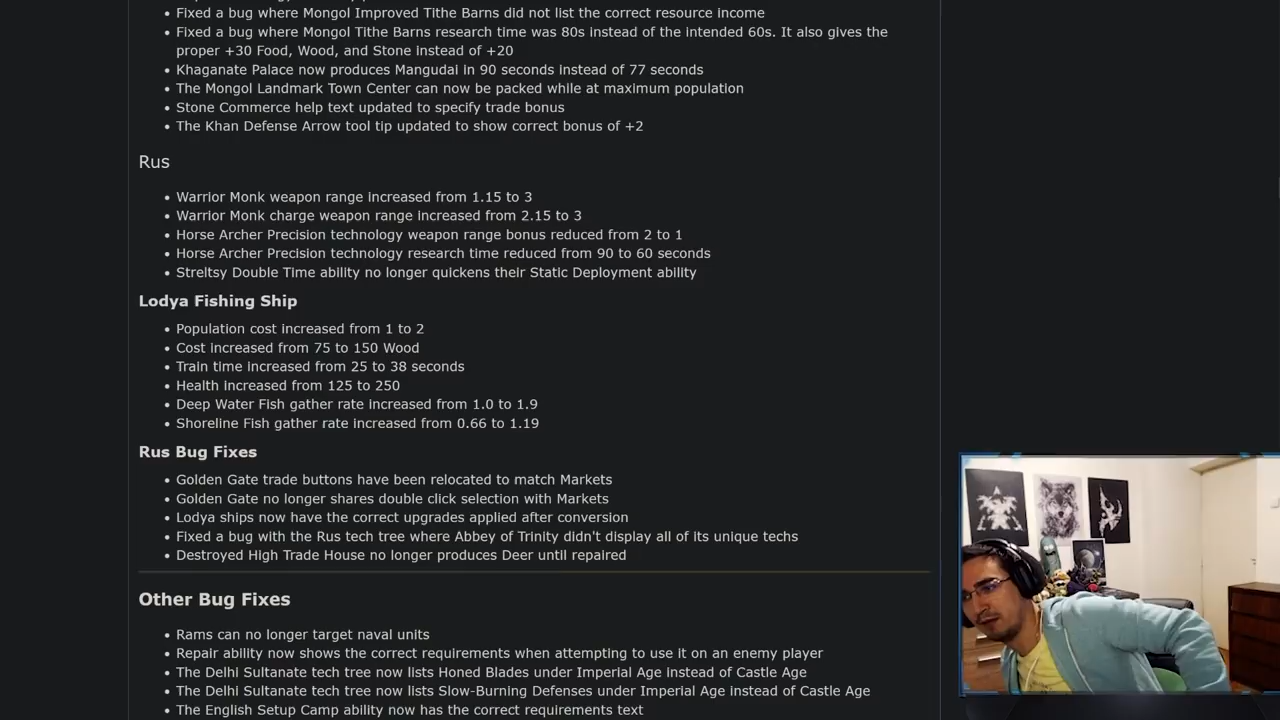 Fixed a bug where Mongol Improved Tithe Barns did not list the correct resource income
Fixed a bug where Mongol Tithe Barns research time was 80s instead of the intended 60s. It also gives the
proper +30 Food, Wood, and Stone instead of +20
Khaganate Palace now produces Mangudai in 90 seconds instead of 77 seconds
The Mongol Landmark Town Center can now be packed while at maximum population
Stone Commerce help text updated to specify trade bonus
The Khan Defense Arrow tool tip updated to show correct bonus of +2
Rus
Warrior Monk weapon range increased from 1.15 to 3
Warrior Monk charge weapon range increased from 2.15 to 3
Horse Archer Precision technology weapon range bonus reduced from 2 to 1
Horse Archer Precision technology research time reduced from 90 to 60 seconds
Streltsy Double Time ability no longer quickens their Static Deployment ability
Lodya Fishing Ship
Population cost increased from 1 to 2
Cost increased from 75 to 150 Wood
Train time increased from 25 to 38 seconds
Health increased from 125 to 250
Deep Water Fish gather rate increased from 1.0 to 1.9
Shoreline Fish gather rate increased from 0.66 to 1.19
Rus Bug Fixes
Golden Gate trade buttons have been relocated to match Markets
Golden Gate no longer shares double click selection with Markets
Lodya ships now have the correct upgrades applied after conversion
Fixed a bug with the Rus tech tree where Abbey of Trinity didn't display all of its unique techs
Destroyed High Trade House no longer produces Deer until repaired
Other Bug Fixes
Rams can no longer target naval units
Repair ability now shows the correct requirements when attempting to use it on an enemy player
The Delhi Sultanate tech tree now lists Honed Blades under Imperial Age instead of Castle Age
The Delhi Sultanate tech tree now lists Slow-Burning Defenses under Imperial Age instead of Castle Age
The English Setup Camp ability now has the correct requirements text